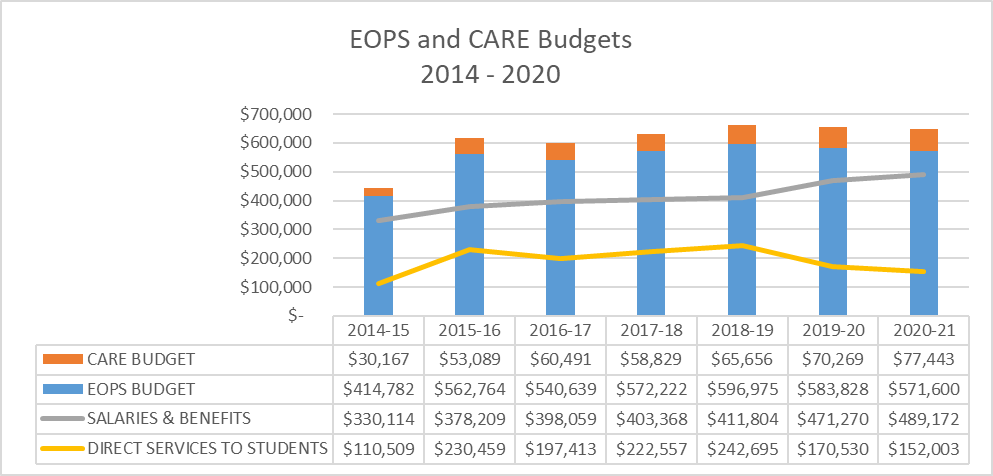 EOPS and CARE Budgets
2014 - 2020
$700,000
$600,000
$500,000
$400,000
$300,000
$200,000
$100,000
$-
2014-15 2015-16 2016-17 2017-18 2018-19 2019-20 2020-21
CARE BUDGET $30,167 $53,089 $60,491 $58,829 $65,656 $70,269 $77,443
EOPS BUDGET $414,782 $562,764 $540,639 $572,222 $596,975 $583,828 $571,600
SALARIES & BENEFITS $330,114 $378,209 $398,059 $403,368 $411,804 $471,270 $489,172
DIRECT SERVICES TO STUDENTS $110,509 $230,459 $197,413 $222,557 $242,695 $170,530 $152,003